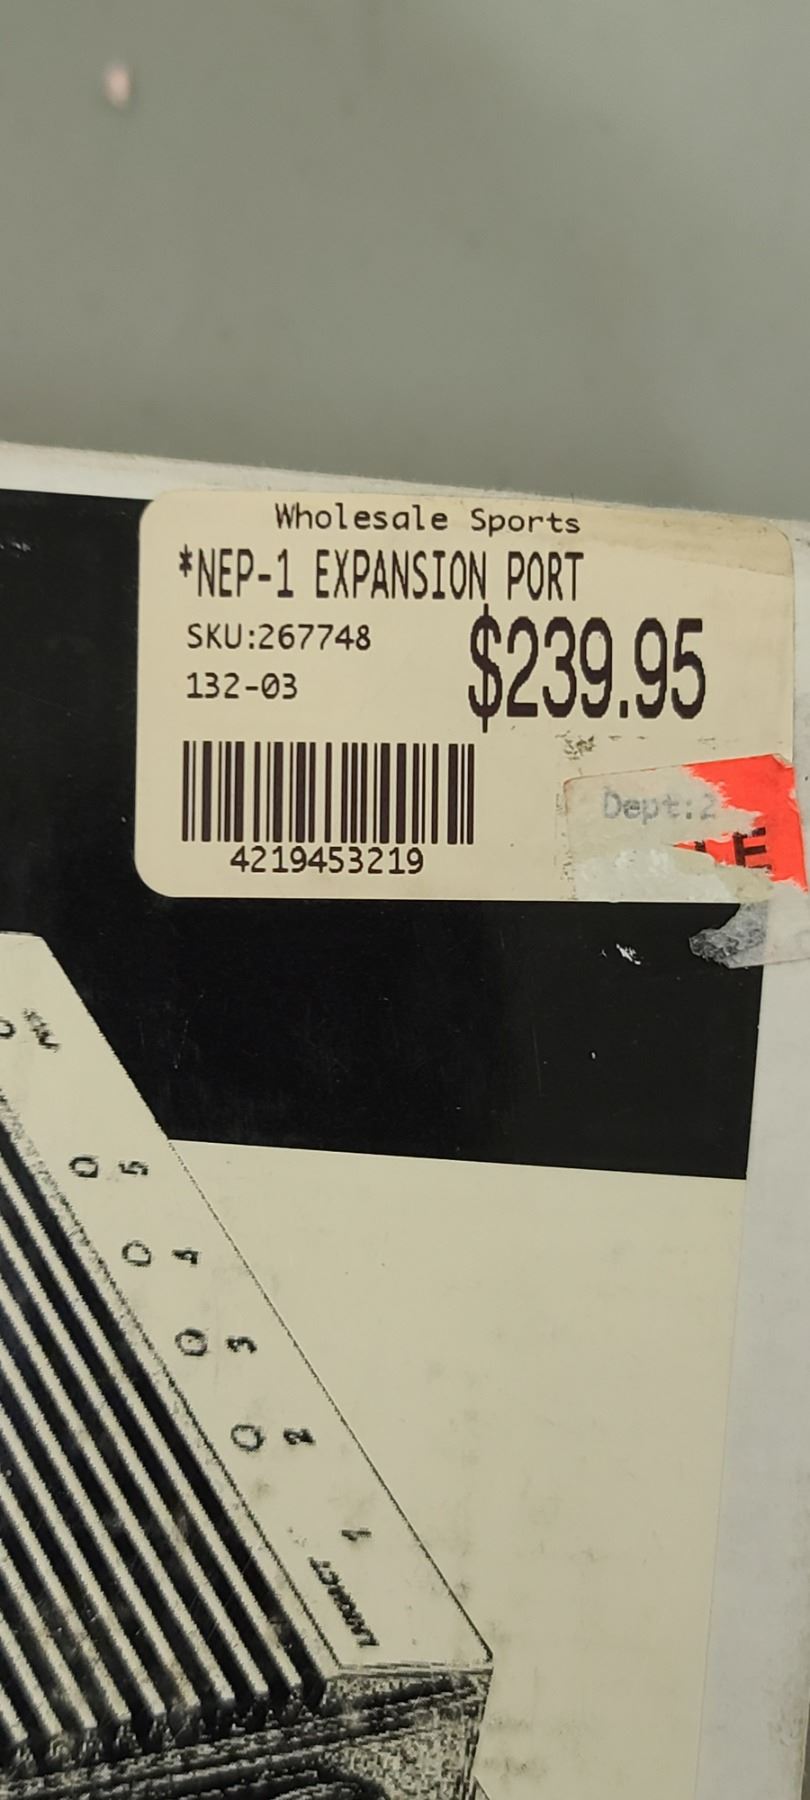 Wholesale Sports
*NEP-1 EXPANSION PORT
SKU:267748
$239.95
132-03
4219453219
Dept:2
LE
5
4
3
2
1